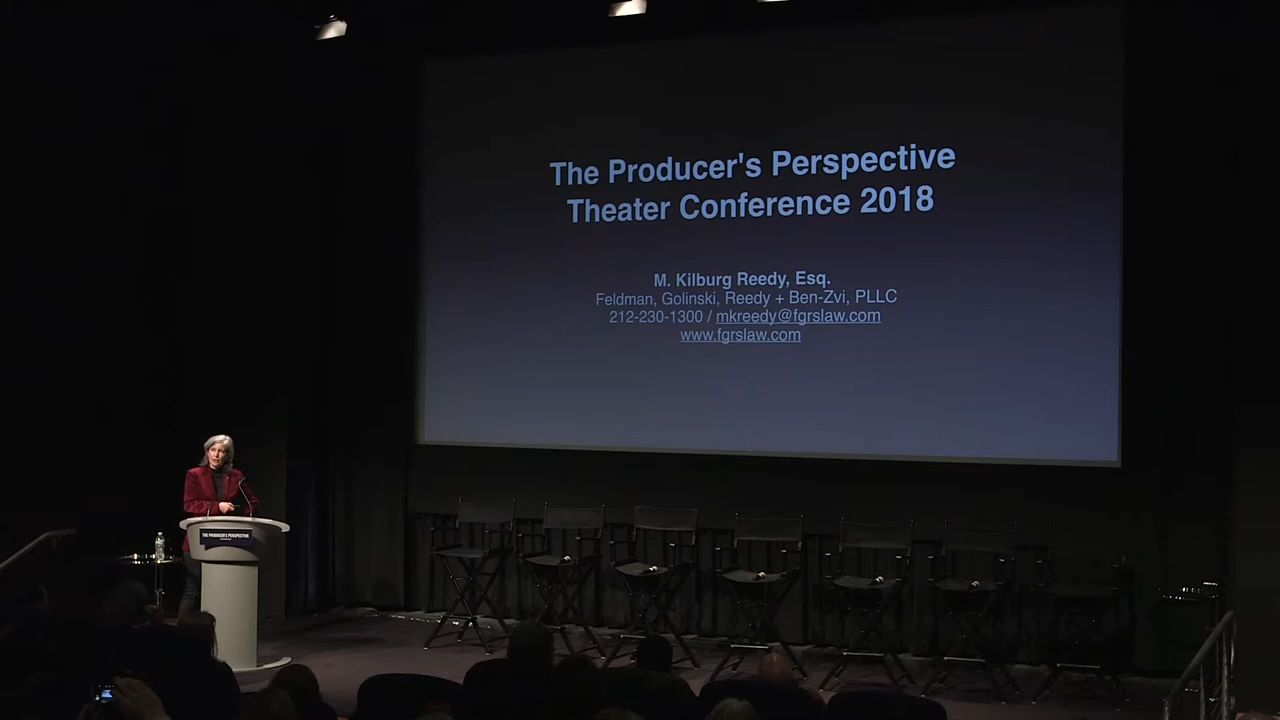 The Producer's Perspective
Theater Conference 2018
M. Kilburg Reedy, Esq.
Feldman, Golinski, Reedy + Ben-Zvi, PLLC
212-230-1300 / mkreedy@fgrslaw.com
www.fgrslaw.com
THE PRODUCER'S PERSPECTIVE